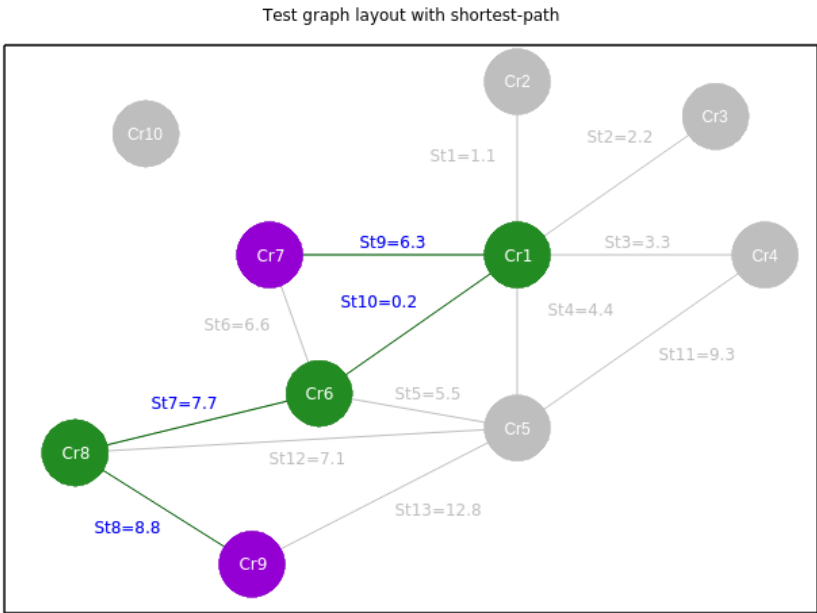 Test graph layout with shortest-path
Cr2
Cr3
Cr10
St2=2.2
St1=1.1
St9=6.3
St3=3.3
Cr7
Cr1
Cr4
St10=0.2
St4=4.4
St6=6.6
St11=9.3
Cr6
St5=5.5
St7=7.7
Cr5
Cr8
St12=7.1
St13=12.8
St8=8.8
Cr9